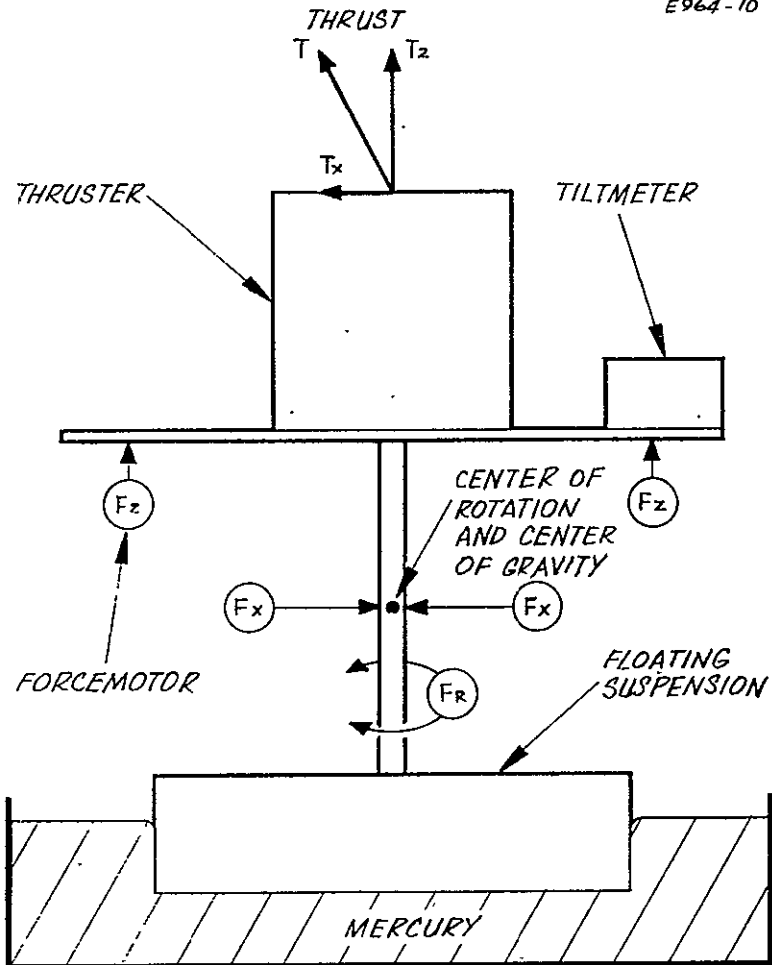 E964-10
THRUST
T
Tz
Tx
THRUSTER
TILTMETER
Fz
Fz
CENTER OF
ROTATION
AND CENTER
OF GRAVITY
Fx
Fx
FORCEMOTOR
FR
FLOATING
SUSPENSION
MERCURY